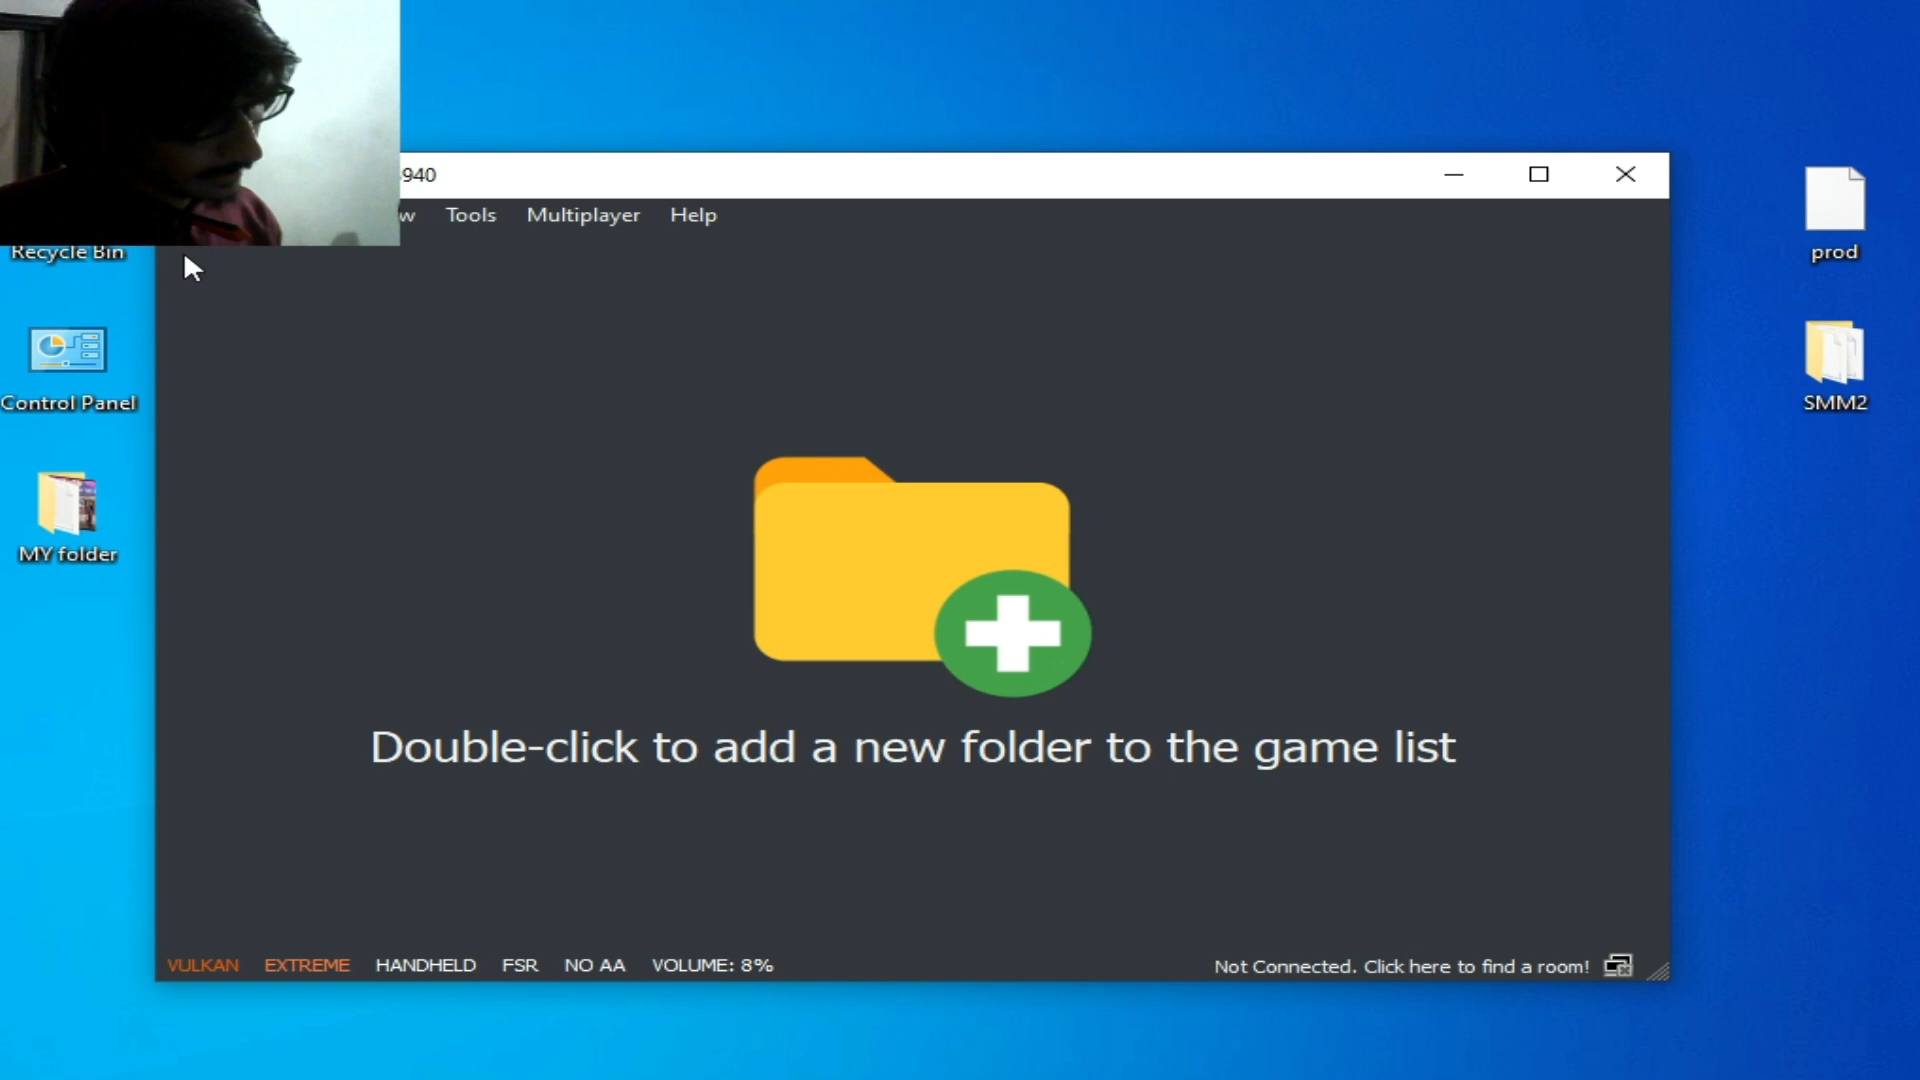 940
w Tools Multiplayer Help
Recycle Bin
prod
Control Panel
SMM2
MY folder
Double-click to add a new folder to the game list
VULKAN EXTREME HANDHELD FSR NO AA VOLUME: 8% Not Connected. Click here to find a room!